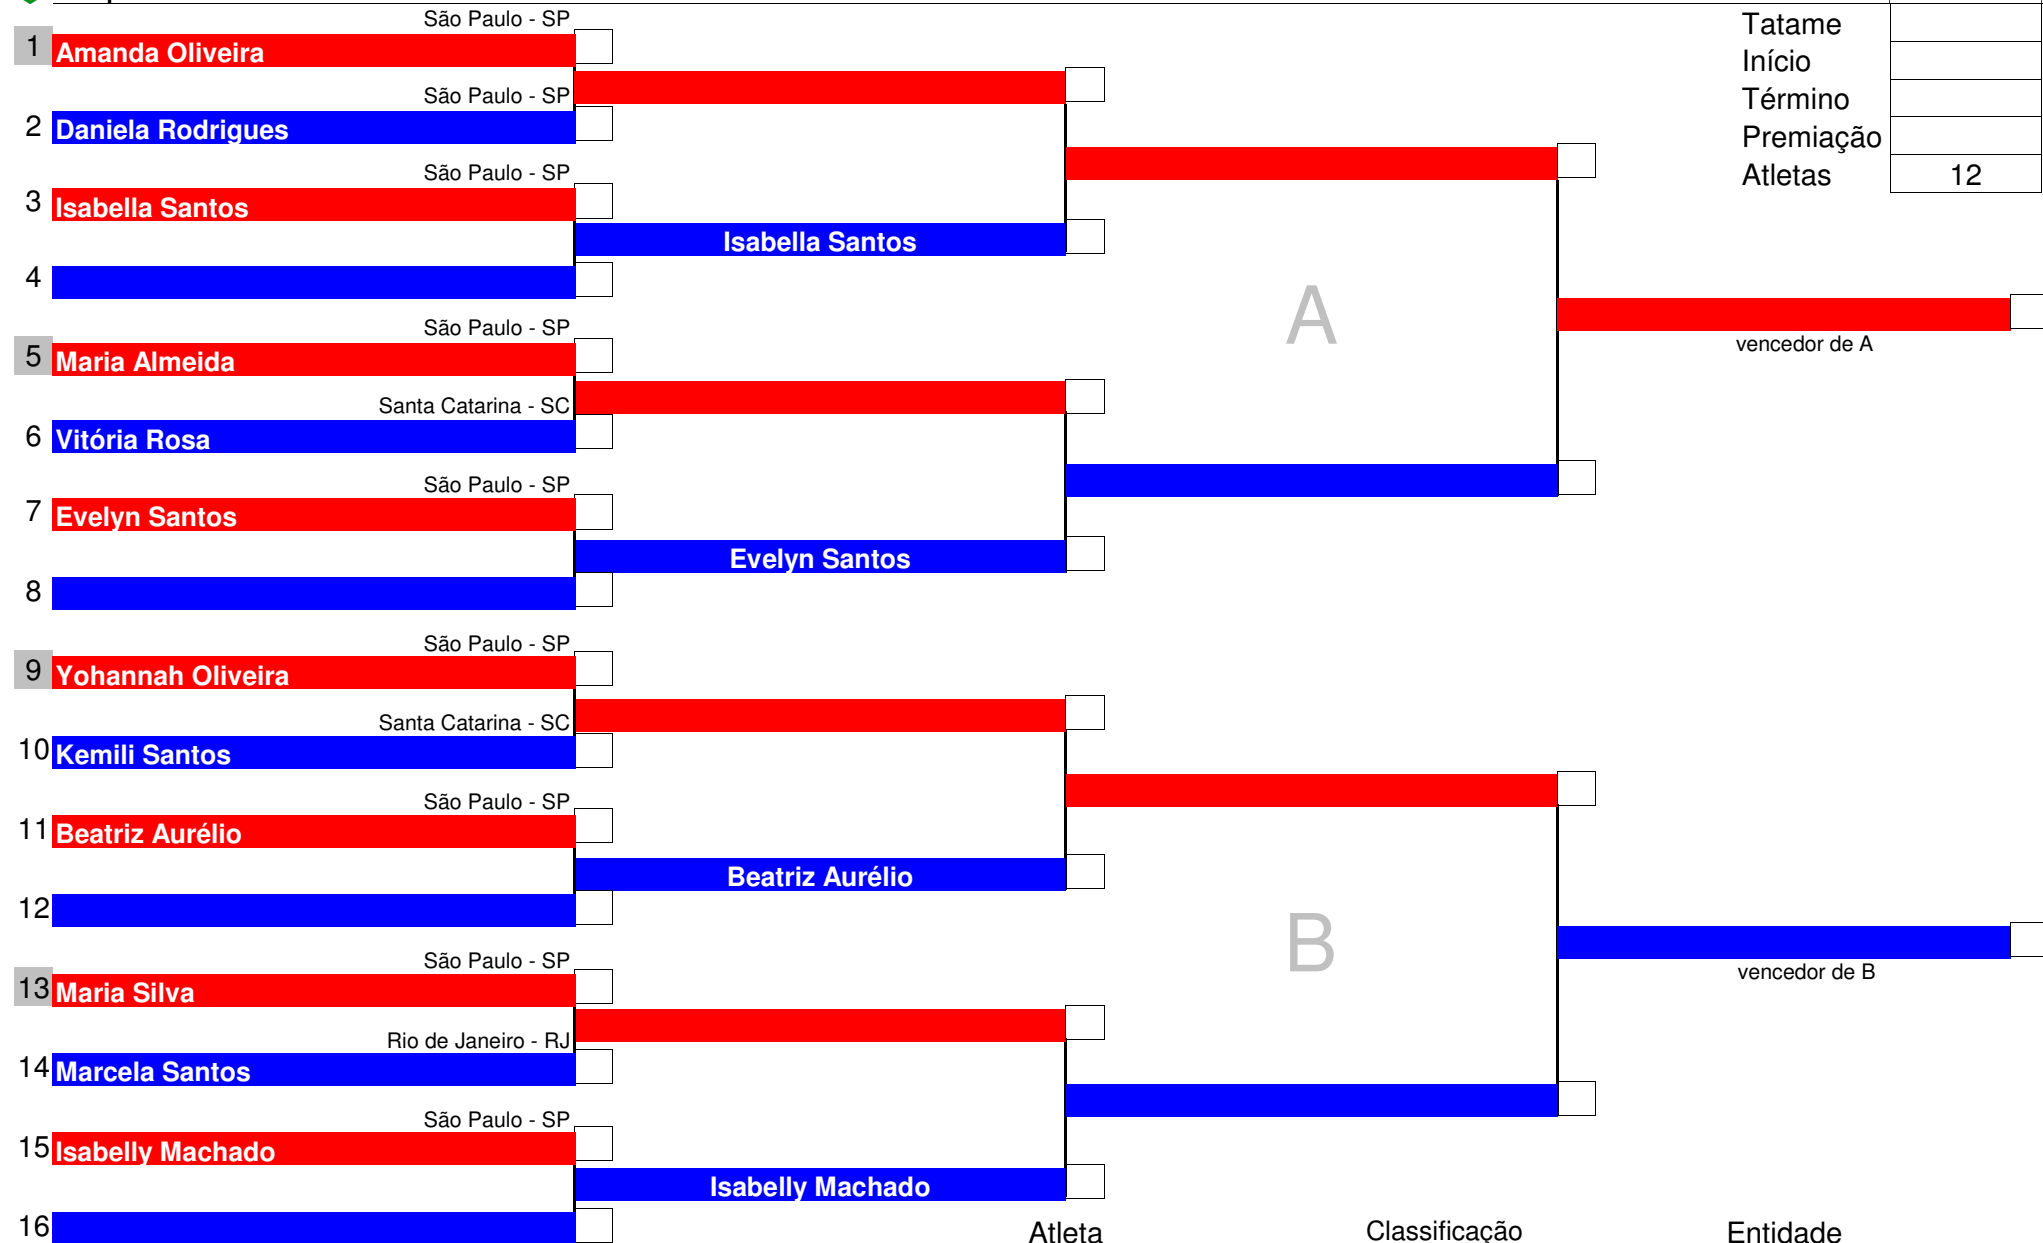 São Paulo - SP
1 Amanda Oliveira
São Paulo - SP
2 Daniela Rodrigues
São Paulo - SP
3 Isabella Santos
Isabella Santos
4
São Paulo - SP
5 Maria Almeida
Santa Catarina - SC
6 Vitória Rosa
São Paulo - SP
7 Evelyn Santos
Evelyn Santos
8
São Paulo - SP
9 Yohannah Oliveira
Santa Catarina - SC
10 Kemili Santos
São Paulo - SP
11 Beatriz Aurélio
Beatriz Aurélio
12
São Paulo - SP
13 Maria Silva
Rio de Janeiro - RJ
14 Marcela Santos
São Paulo - SP
15 Isabelly Machado
Isabelly Machado
16
A
B
vencedor de A
vencedor de B
Tatame
Início
Término
Premiação
Atletas 12
Atleta Classificação Entidade